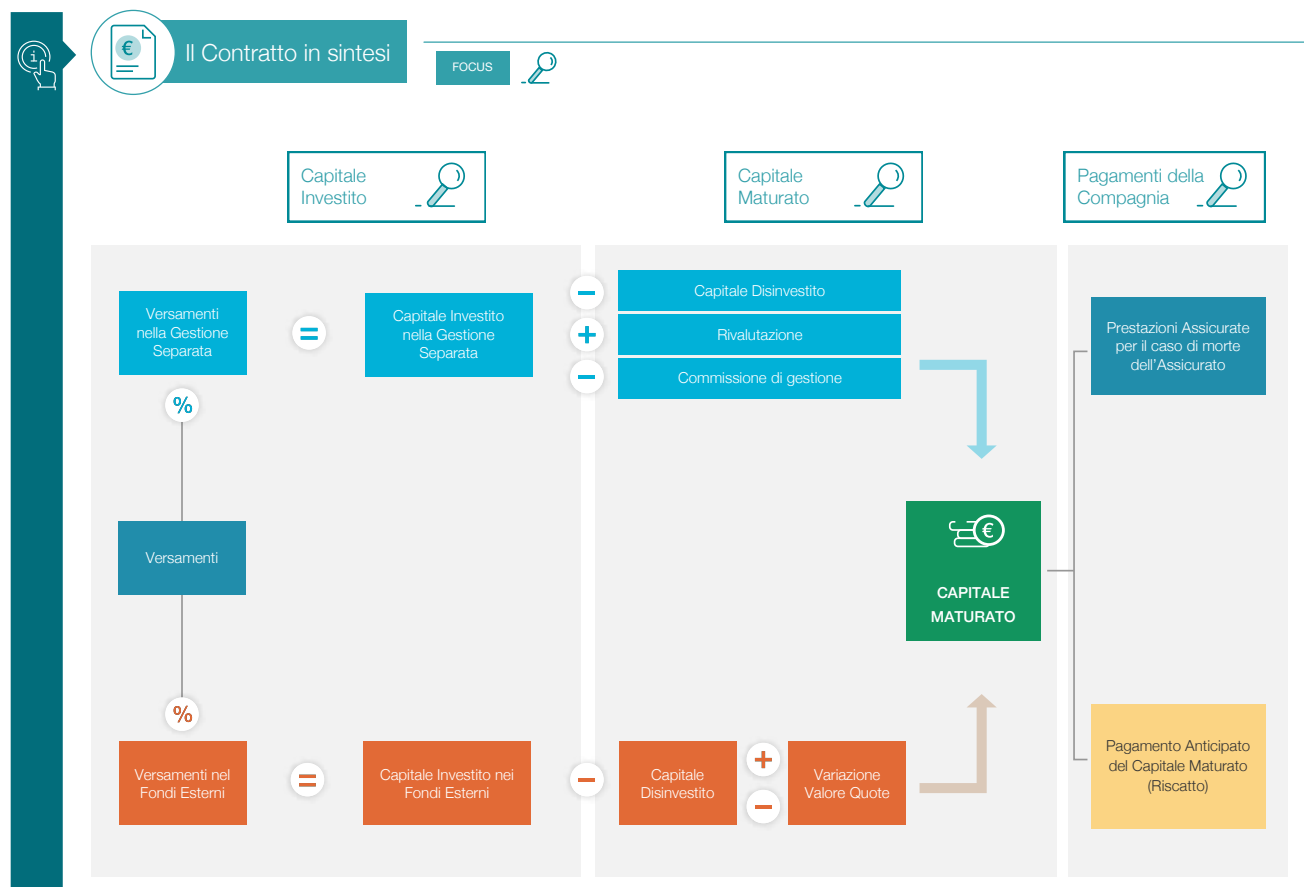 Il Contratto in sintesi
FOCUS
Capitale
Investito
Capitale
Maturato
Pagamenti della
Compagnia
Versamenti
nella Gestione
Separata
=
Capitale Investito
nella Gestione
Separata
−
Capitale Disinvestito
+
Rivalutazione
−
Commissione di gestione
Prestazioni Assicurate
per il caso di morte
dell'Assicurato
%
Versamenti
€
CAPITALE
MATURATO
%
Versamenti nel
Fondi Esterni
=
Capitale Investito nei
Fondi Esterni
−
Capitale
Disinvestito
+
−
Variazione
Valore Quote
Pagamento Anticipato
del Capitale Maturato
(Riscatto)